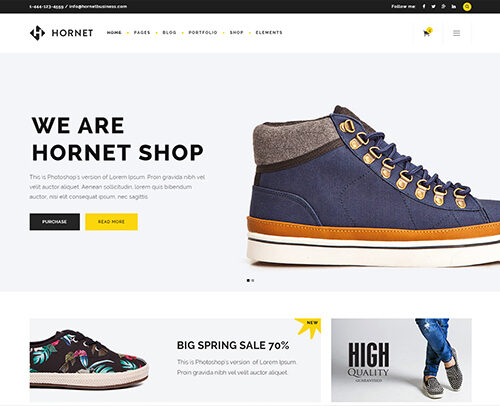 1-444-123-4559 / info@hornetbusiness.com
Follow me:
HORNET
HOME PAGES BLOG PORTFOLIO SHOP ELEMENTS
WE ARE
HORNET SHOP
This is Photoshop's version of Lorem Ipsum. Proin gravida nibh vel
velit auctor aliquet. Aenean sollicitudin, lorem quis bibendum
auctor, nisi elit consequat ipsum, nec sagittis.
PURCHASE
READ MORE
NEW
BIG SPRING SALE 70%
This is Photoshop's version of Lorem Ipsum.
Proin gravida nibh vel velit auctor aliquet.
HIGH
QUALITY
GUARANTEED